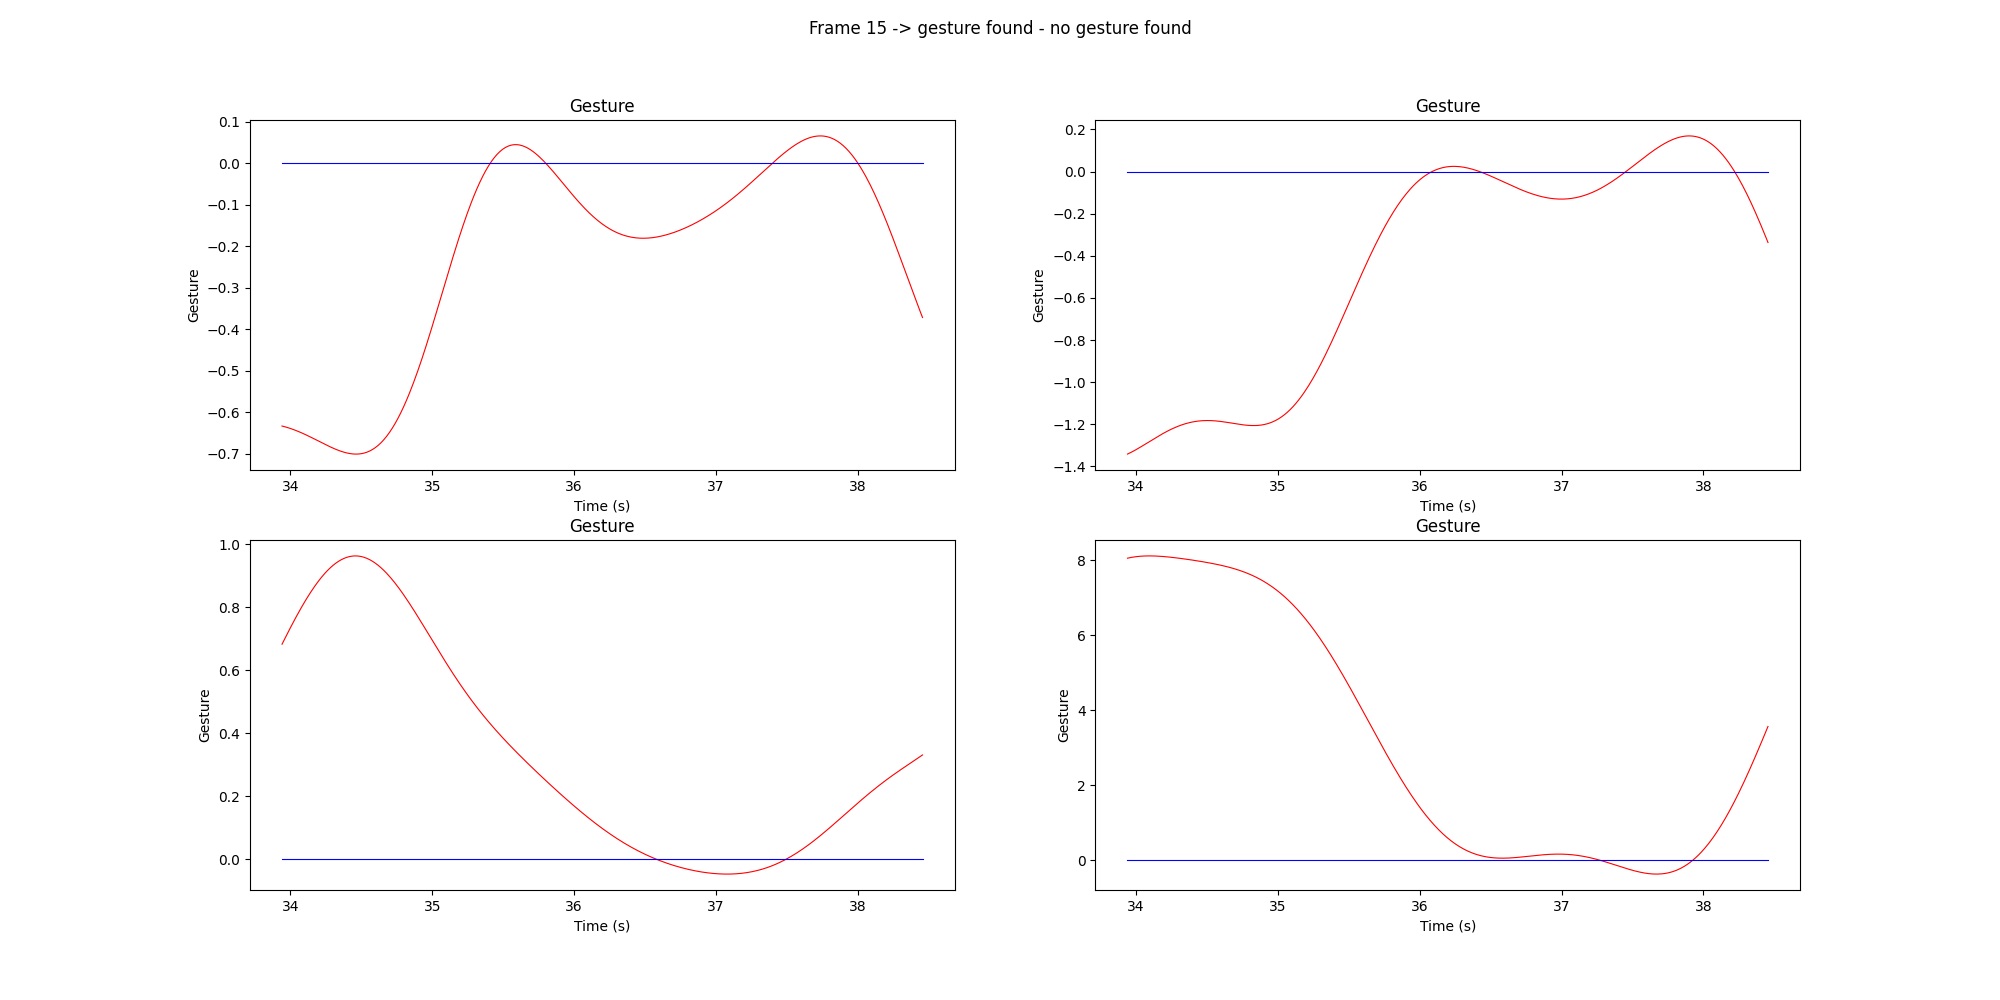 Frame 15 -> gesture found - no gesture found
Gesture
0.1
0.0
−0.1
−0.2
−0.3
−0.4
−0.5
−0.6
−0.7
Gesture
34 35 36 37 38
Time (s)
Gesture
0.2
0.0
−0.2
−0.4
−0.6
−0.8
−1.0
−1.2
−1.4
Gesture
34 35 36 37 38
Time (s)
Gesture
1.0
0.8
0.6
0.4
0.2
0.0
Gesture
34 35 36 37 38
Time (s)
Gesture
8
6
4
2
0
Gesture
34 35 36 37 38
Time (s)